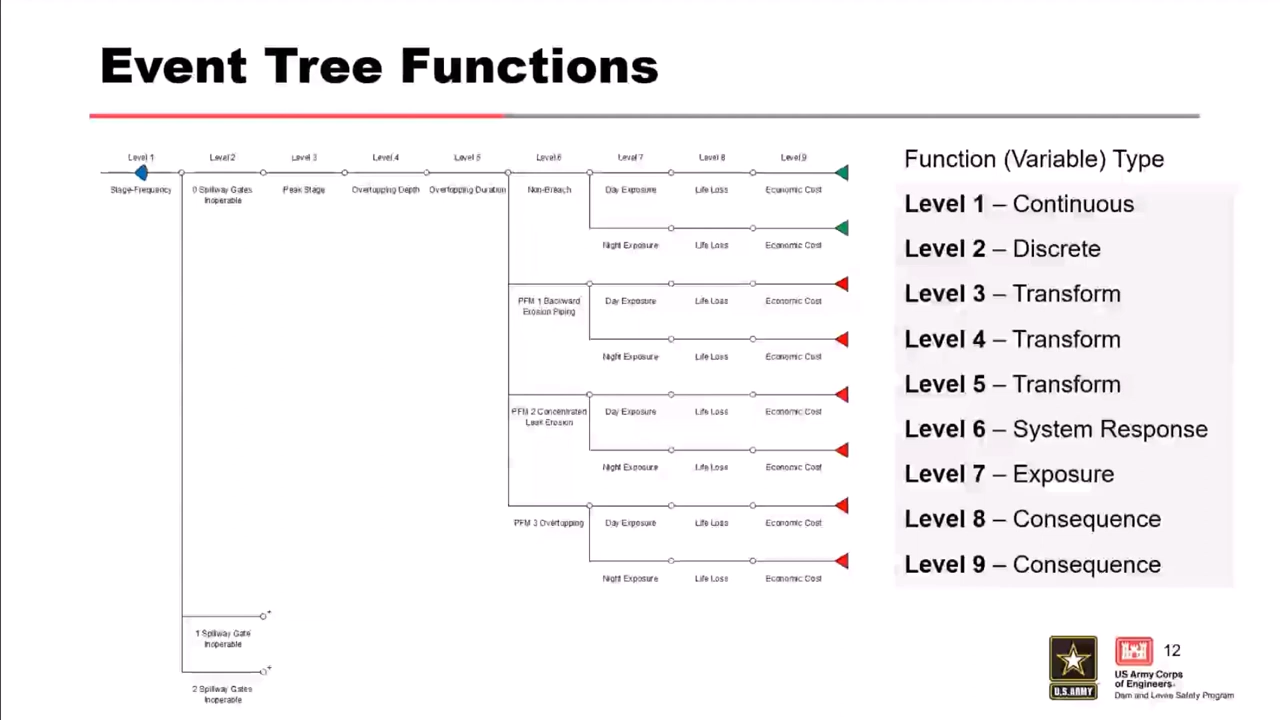 Event Tree Functions
Level 1 Level 2 Level 3 Level 4 Level 5 Level 6 Level 7 Level 8 Level 9
Stage-Frequency 0 Spillway Gates Peak Stage Overtopping Depth Overtopping Duration Non-Breach Day Exposure Life Loss Economic Cost
Inoperable
Night Exposure Life Loss Economic Cost
PFM 1 Backward Day Exposure Life Loss Economic Cost
Erosion Piping
Night Exposure Life Loss Economic Cost
PFM 2 Concentrated Day Exposure Life Loss Economic Cost
Leak Erosion
Night Exposure Life Loss Economic Cost
PFM 3 Overtopping Day Exposure Life Loss Economic Cost
Night Exposure Life Loss Economic Cost
+
1 Spillway Gate
Inoperable
+
2 Spillway Gates
Inoperable
Function (Variable) Type
Level 1 – Continuous
Level 2 – Discrete
Level 3 – Transform
Level 4 – Transform
Level 5 – Transform
Level 6 – System Response
Level 7 – Exposure
Level 8 – Consequence
Level 9 – Consequence
U.S. ARMY
12
US Army Corps
of Engineers.
Dam and Levee Safety Program